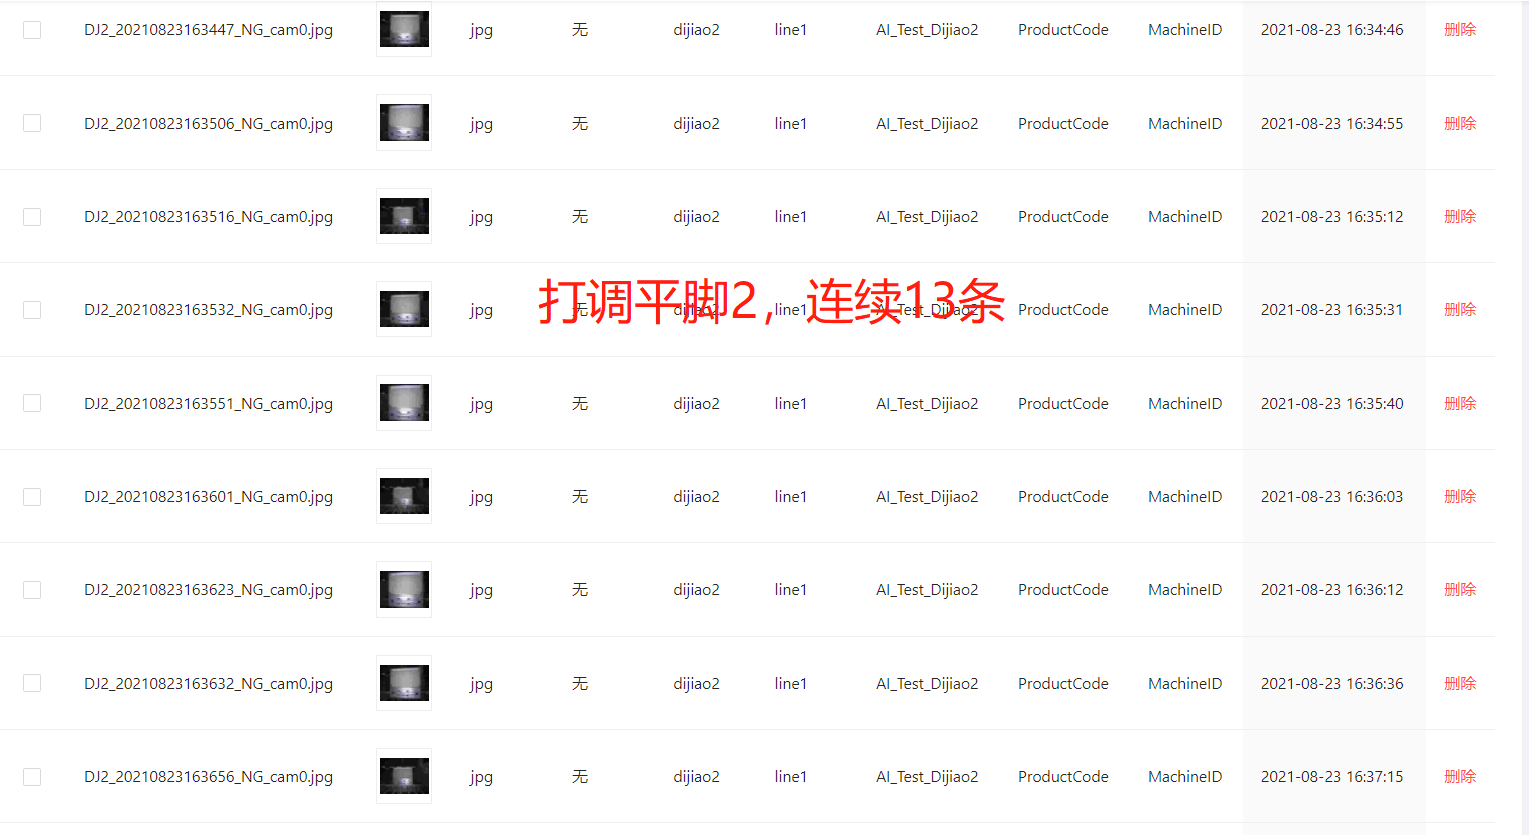 DJ2_20210823163447_NG_cam0.jpg jpg 无 dijiao2 line1 AI_Test_Dijiao2 ProductCode MachineID 2021-08-23 16:34:46 删除
DJ2_20210823163506_NG_cam0.jpg jpg 无 dijiao2 line1 AI_Test_Dijiao2 ProductCode MachineID 2021-08-23 16:34:55 删除
DJ2_20210823163516_NG_cam0.jpg jpg 无 dijiao2 line1 AI_Test_Dijiao2 ProductCode MachineID 2021-08-23 16:35:12 删除
打调平脚2，连续13条
DJ2_20210823163532_NG_cam0.jpg jpg 无 dijiao2 line1 AI_Test_Dijiao2 ProductCode MachineID 2021-08-23 16:35:31 删除
DJ2_20210823163551_NG_cam0.jpg jpg 无 dijiao2 line1 AI_Test_Dijiao2 ProductCode MachineID 2021-08-23 16:35:40 删除
DJ2_20210823163601_NG_cam0.jpg jpg 无 dijiao2 line1 AI_Test_Dijiao2 ProductCode MachineID 2021-08-23 16:36:03 删除
DJ2_20210823163623_NG_cam0.jpg jpg 无 dijiao2 line1 AI_Test_Dijiao2 ProductCode MachineID 2021-08-23 16:36:12 删除
DJ2_20210823163632_NG_cam0.jpg jpg 无 dijiao2 line1 AI_Test_Dijiao2 ProductCode MachineID 2021-08-23 16:36:36 删除
DJ2_20210823163656_NG_cam0.jpg jpg 无 dijiao2 line1 AI_Test_Dijiao2 ProductCode MachineID 2021-08-23 16:37:15 删除